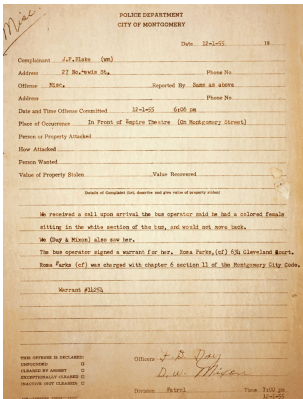 Misc
POLICE DEPARTMENT
CITY OF MONTGOMERY
Date 12-1-55 19
Complainant J.F. Blake (wm)
Address 27 No. Lewis St. Phone No.
Offense Misc. Reported By Same as above
Address Phone No.
Date and Time Offense Committed 12-1-55 6:06 pm
Place of Occurrence In Front of Empire Theatre (On Montgomery Street)
Person or Property Attacked
How Attacked
Person Wanted
Value of Property Stolen Value Recovered
Details of Complaint (list, describe and give value of property stolen)
We received a call upon arrival the bus operator said he had a colored female
sitting in the white section of the bus, and would not move back.
We (Day & Mixon) also saw her.
The bus operator signed a warrant for her. Rosa Parks, (cf) 634 Cleveland Court.
Rosa Parks (cf) was charged with chapter 6 section 11 of the Montgomery City Code.
Warrant #14254
THIS OFFENSE IS DECLARED:
UNFOUNDED
CLEARED BY ARREST
EXCEPTIONALLY CLEARED
INACTIVE (NOT CLEARED)
Officers J. B. Day
D. W. Mixon
Division Patrol Time 7:00 pm
12-1-55